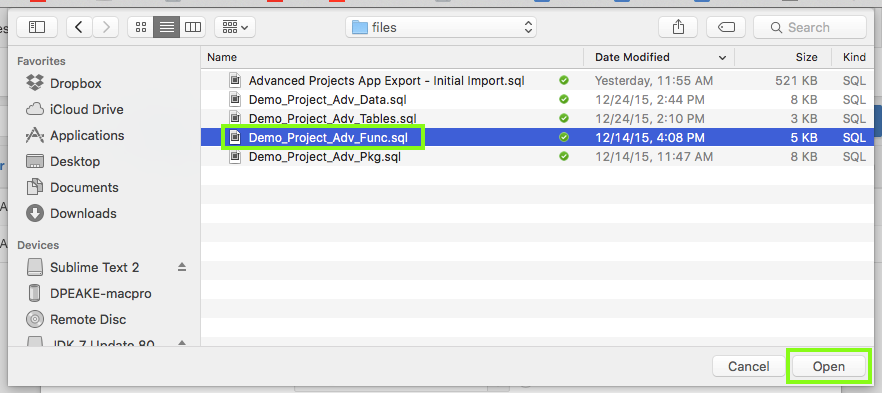 files
Search
Favorites
Dropbox
iCloud Drive
Applications
Desktop
Documents
Downloads
Devices
Sublime Text 2
DPEAKE-macpro
Remote Disc
JDK 7 Update 80
Name Date Modified Size Kind
Advanced Projects App Export - Initial Import.sql Yesterday, 11:55 AM 521 KB SQL
Demo_Project_Adv_Data.sql 12/24/15, 2:44 PM 8 KB SQL
Demo_Project_Adv_Tables.sql 12/24/15, 2:10 PM 3 KB SQL
Demo_Project_Adv_Func.sql 12/14/15, 4:08 PM 5 KB SQL
Demo_Project_Adv_Pkg.sql 12/14/15, 11:47 AM 8 KB SQL
Cancel Open